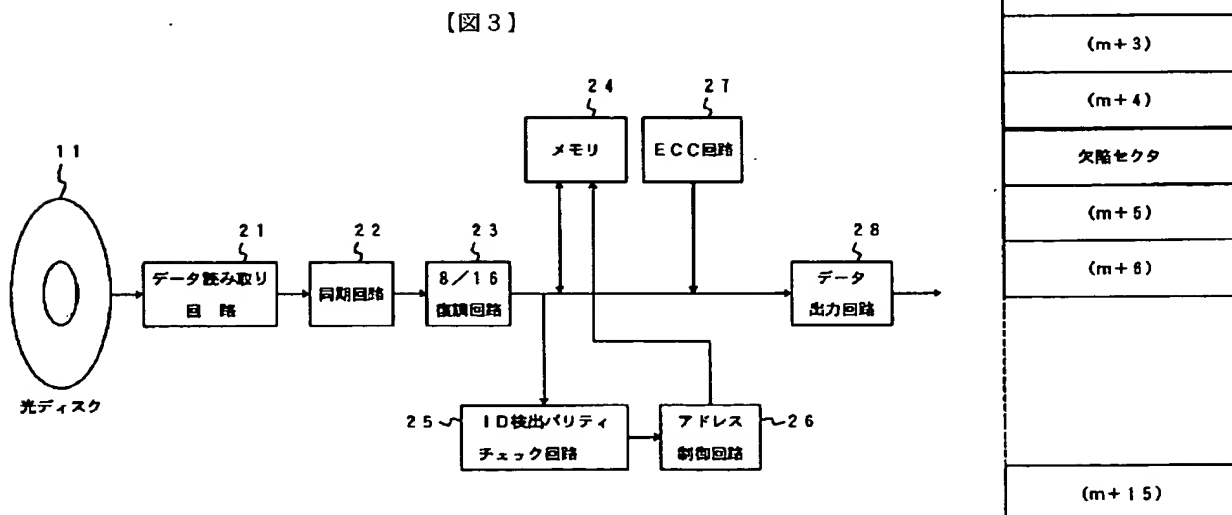 【図3】
24
27
メモリ
ECC回路
11
21
22
23
28
データ読み取り
回路
同期回路
8/16
復調回路
データ
出力回路
光ディスク
25
ID検出パリティ
チェック回路
アドレス
制御回路
26
(m+3)
(m+4)
欠陥セクタ
(m+5)
(m+6)
(m+15)